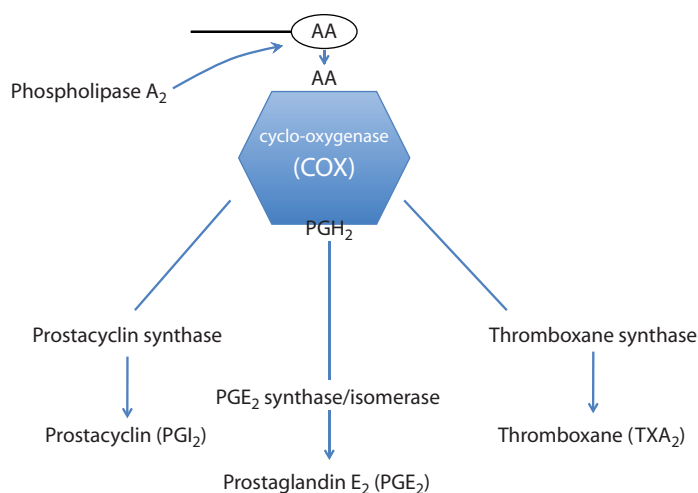 AA
AA
Phospholipase A₂
cyclo-oxygenase
(COX)
PGH₂
Prostacyclin synthase
Thromboxane synthase
PGE₂ synthase/isomerase
Prostacyclin (PGI₂)
Thromboxane (TXA₂)
Prostaglandin E₂ (PGE₂)